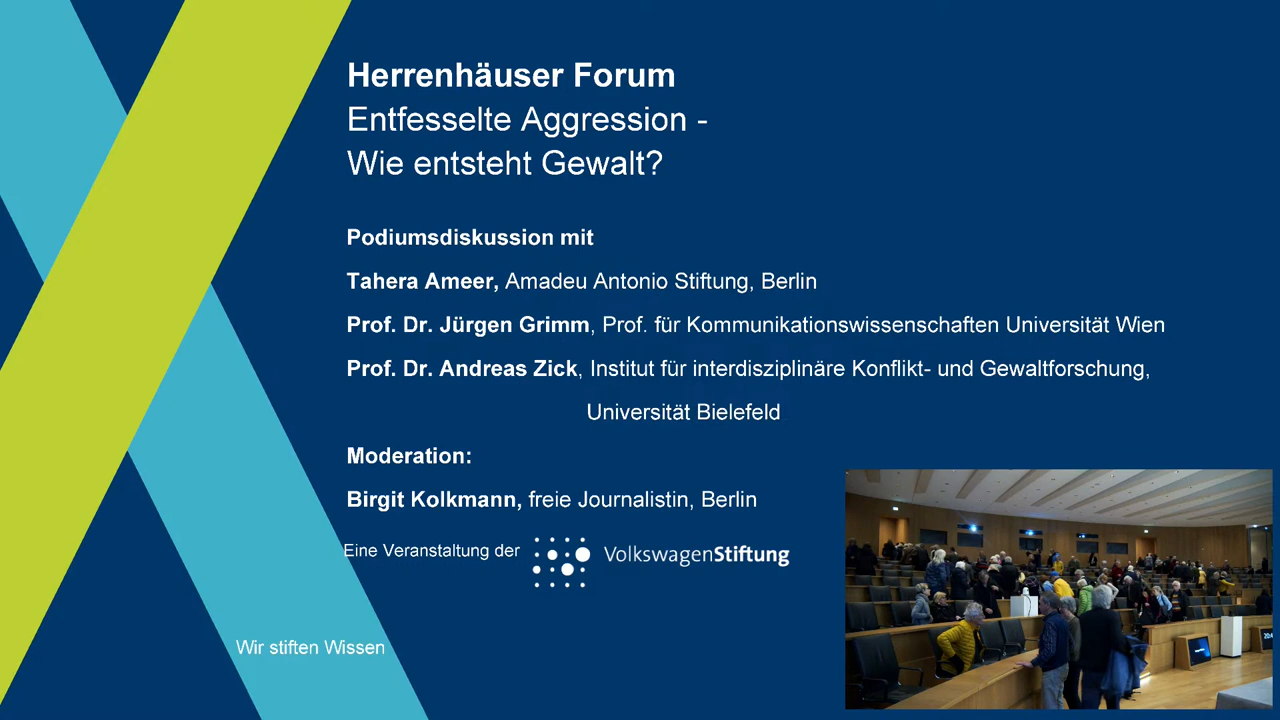 Herrenhäuser Forum
Entfesselte Aggression -
Wie entsteht Gewalt?
Podiumsdiskussion mit
Tahera Ameer, Amadeu Antonio Stiftung, Berlin
Prof. Dr. Jürgen Grimm, Prof. für Kommunikationswissenschaften Universität Wien
Prof. Dr. Andreas Zick, Institut für interdisziplinäre Konflikt- und Gewaltforschung,
Universität Bielefeld
Moderation:
Birgit Kolkmann, freie Journalistin, Berlin
Eine Veranstaltung der VolkswagenStiftung
Wir stiften Wissen